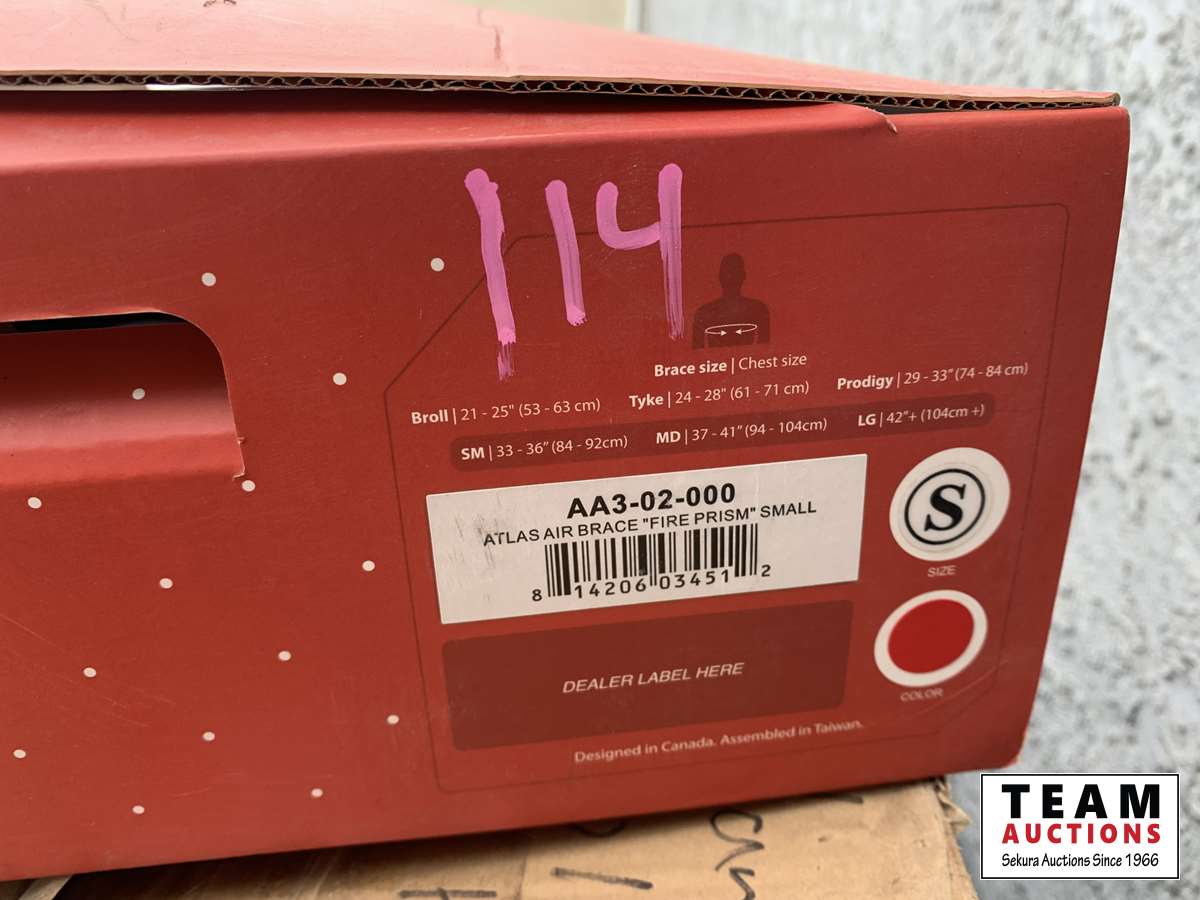 114
Brace size | Chest size
Broll | 21 - 25" (53 - 63 cm) Tyke | 24 - 28" (61 - 71 cm) Prodigy | 29 - 33" (74 - 84 cm)
SM | 33 - 36" (84 - 92cm) MD | 37 - 41" (94 - 104cm) LG | 42"+ (104cm +)
AA3-02-000
ATLAS AIR BRACE "FIRE PRISM" SMALL
8 14206 03451 2
S
SIZE
COLOR
DEALER LABEL HERE
Designed in Canada. Assembled in Taiwan.
TEAM
AUCTIONS
Sekura Auctions Since 1966